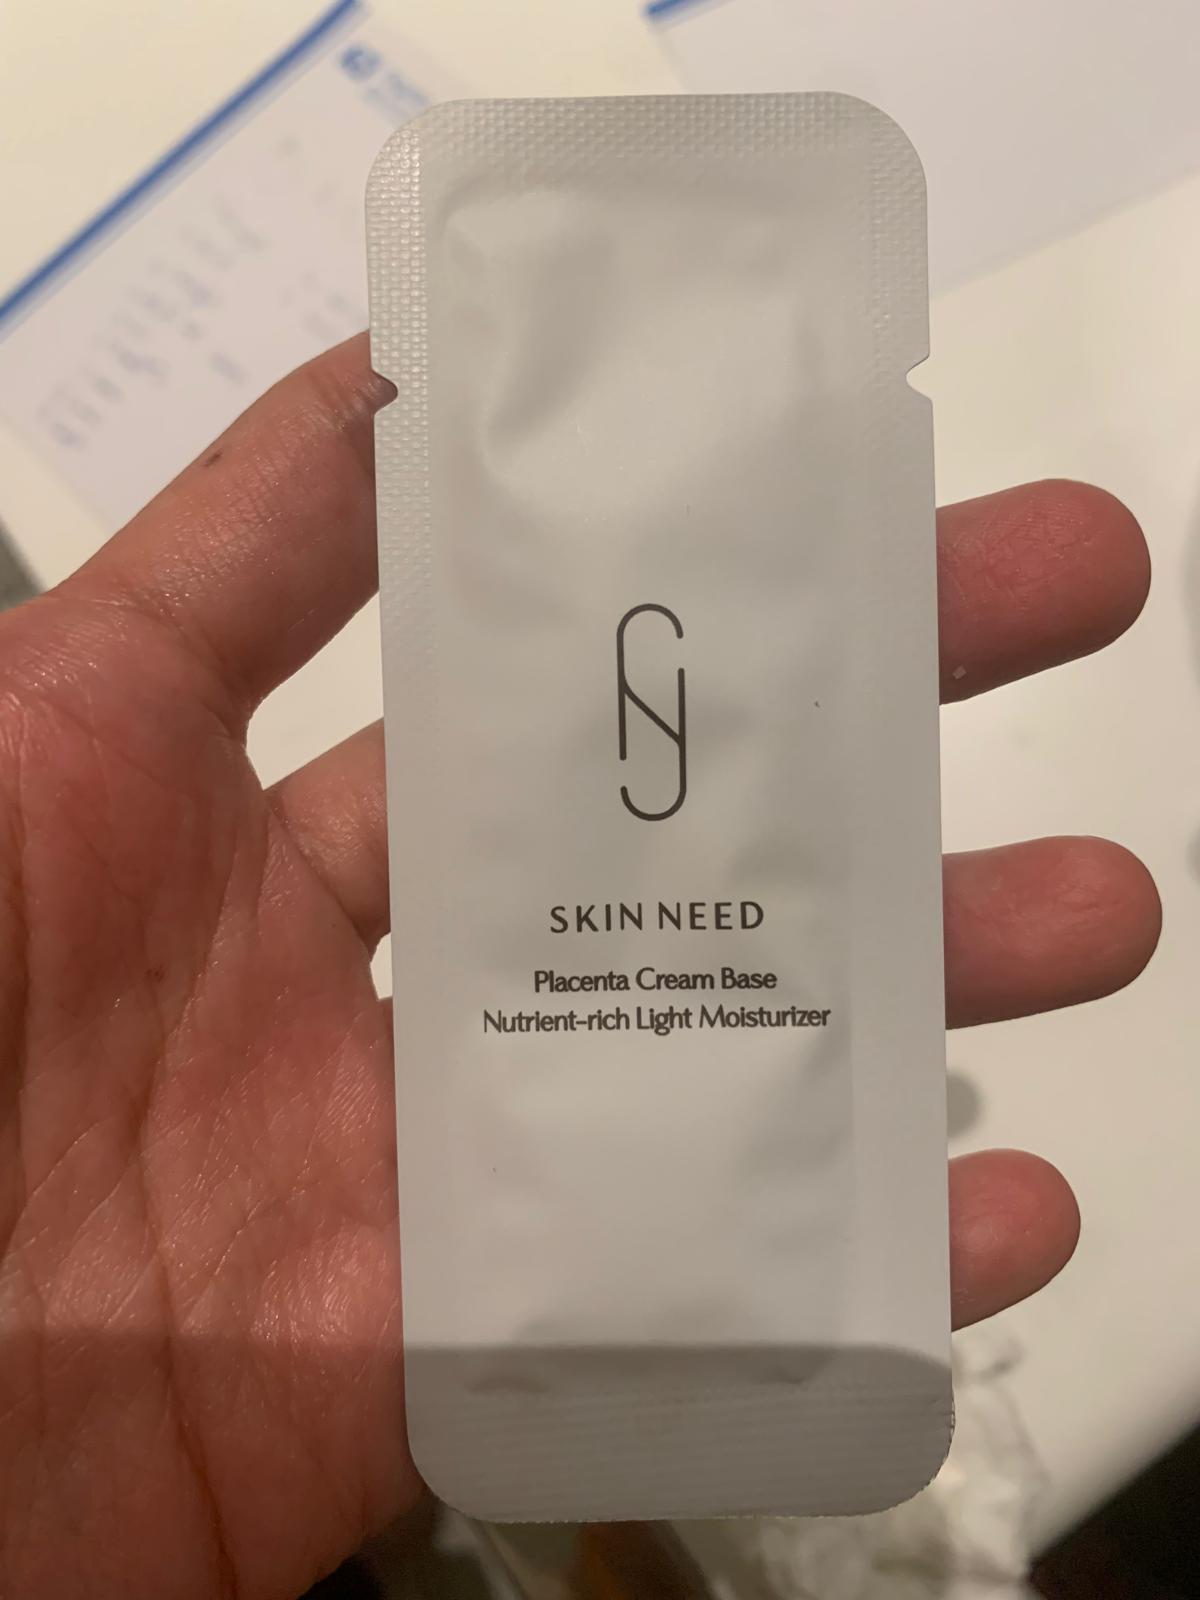 SKIN NEED
Placenta Cream Base
Nutrient-rich Light Moisturizer